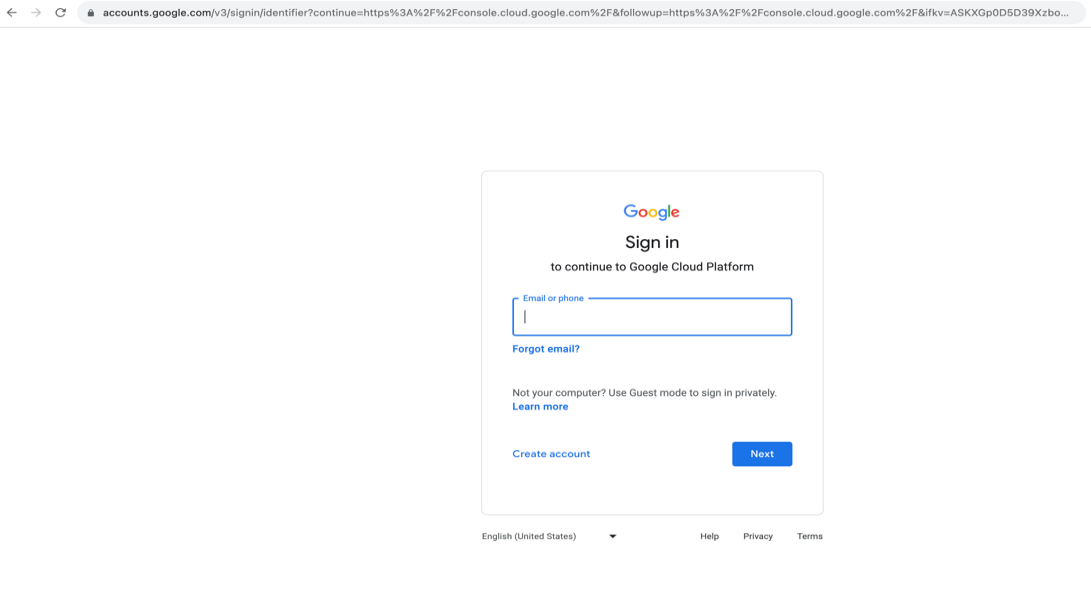 accounts.google.com/v3/signin/identifier?continue=https%3A%2F%2Fconsole.cloud.google.com%2F&followup=https%3A%2F%2Fconsole.cloud.google.com%2F&ifkv=ASKXGp0D5D39Xzbo...
Google
Sign in
to continue to Google Cloud Platform
Email or phone
Forgot email?
Not your computer? Use Guest mode to sign in privately.
Learn more
Create account Next
English (United States) Help Privacy Terms